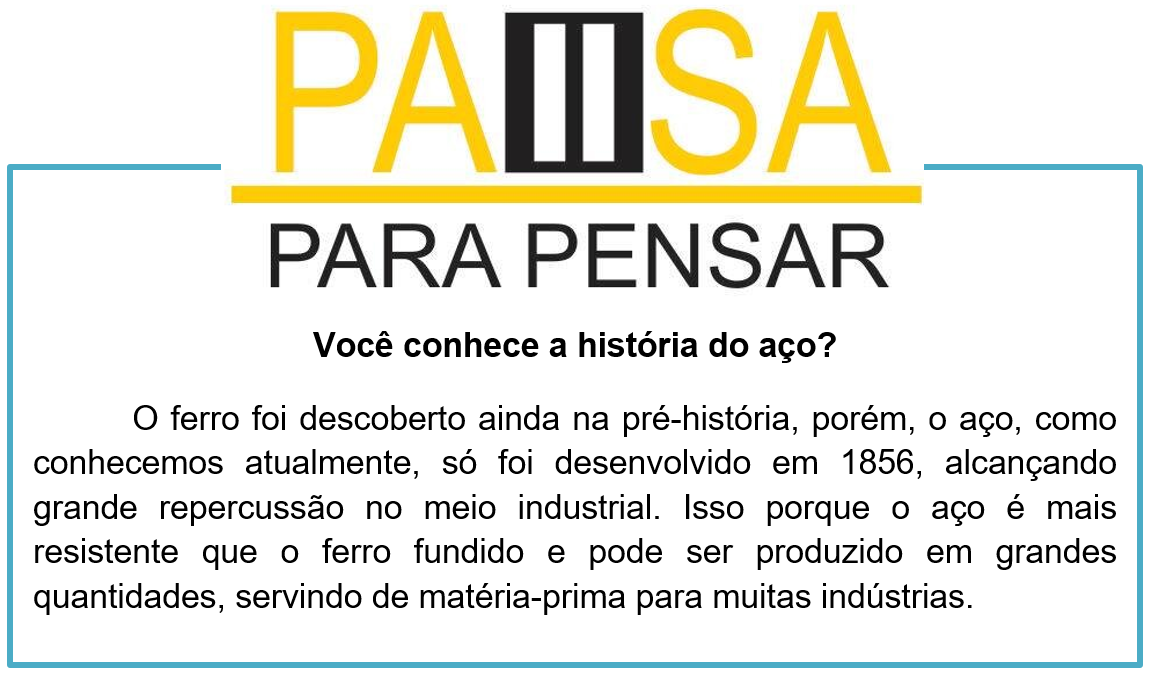 PAUSA
PARA PENSAR
Você conhece a história do aço?
O ferro foi descoberto ainda na pré-história, porém, o aço, como
conhecemos atualmente, só foi desenvolvido em 1856, alcançando
grande repercussão no meio industrial. Isso porque o aço é mais
resistente que o ferro fundido e pode ser produzido em grandes
quantidades, servindo de matéria-prima para muitas indústrias.